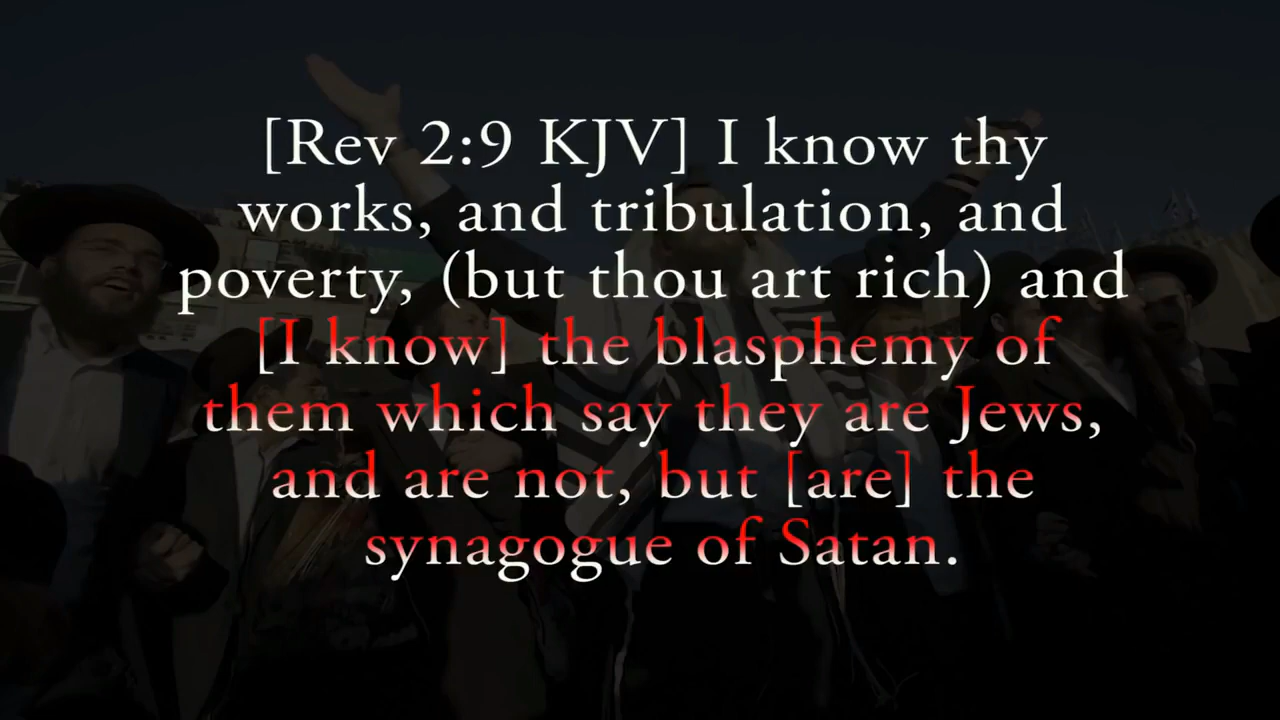 [Rev 2:9 KJV] I know thy
works, and tribulation, and
poverty, (but thou art rich) and
[I know] the blasphemy of
them which say they are Jews,
and are not, but [are] the
synagogue of Satan.